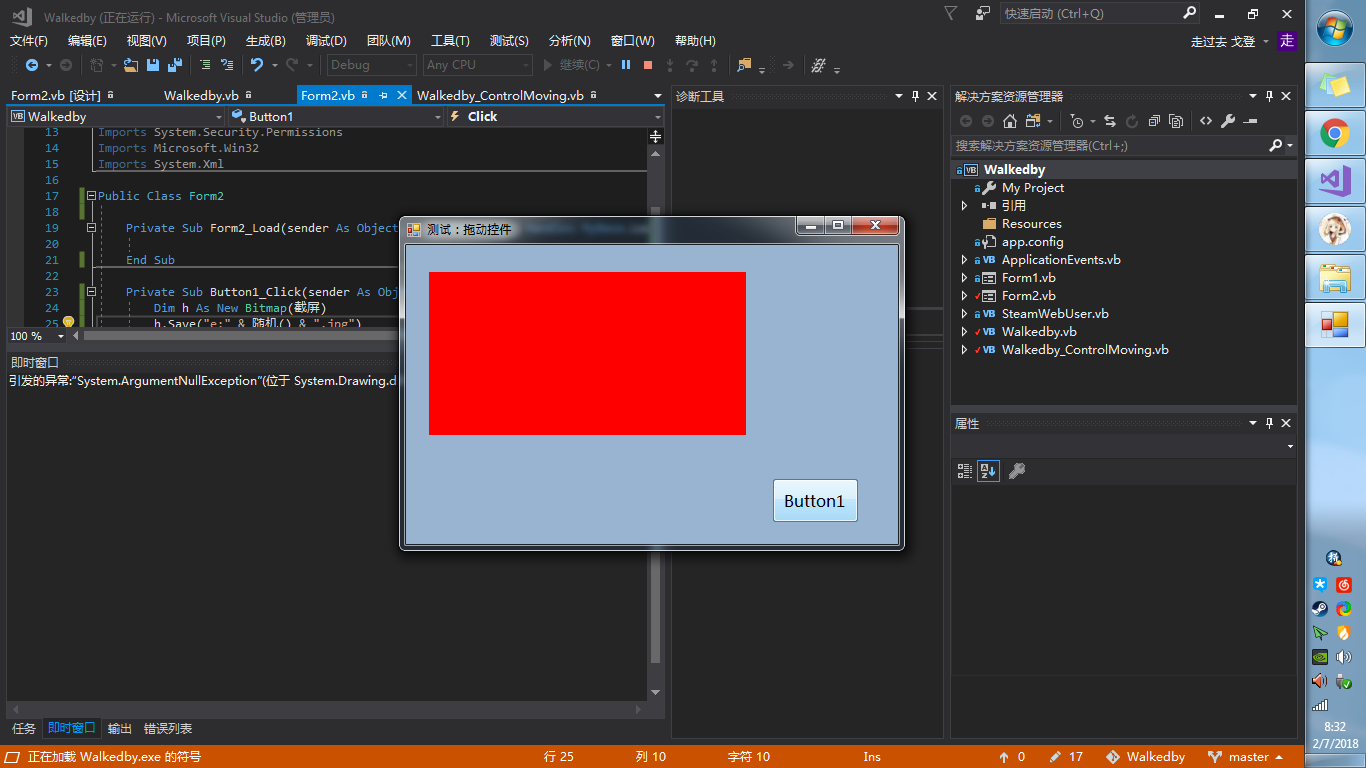 Walkedby (正在运行) - Microsoft Visual Studio (管理员)
快速启动 (Ctrl+Q)
文件(F) 编辑(E) 视图(V) 项目(P) 生成(B) 调试(D) 团队(M) 工具(T) 测试(S) 分析(N) 窗口(W) 帮助(H)
走过去 戈登 走
Debug Any CPU 继续(C)
Form2.vb [设计] Walkedby.vb Form2.vb Walkedby_ControlMoving.vb
Walkedby Button1 Click
13 Imports System.Security.Permissions
14 Imports Microsoft.Win32
15 Imports System.Xml
16
17 Public Class Form2
18
19 Private Sub Form2_Load(sender As Object
20
21 End Sub
22
23 Private Sub Button1_Click(sender As Obj
24 Dim h As New Bitmap(截屏)
25 h.Save("e:" & 随机() & ".jpg")
100 %
即时窗口
引发的异常:“System.ArgumentNullException”(位于 System.Drawing.d
任务 即时窗口 输出 错误列表
测试：拖动控件
Button1
诊断工具
解决方案资源管理器
搜索解决方案资源管理器(Ctrl+;)
VB Walkedby
My Project
引用
Resources
app.config
VB ApplicationEvents.vb
Form1.vb
Form2.vb
VB SteamWebUser.vb
VB Walkedby.vb
VB Walkedby_ControlMoving.vb
属性
正在加载 Walkedby.exe 的符号 行 25 列 10 字符 10 Ins 0 17 Walkedby master
8:32
2/7/2018